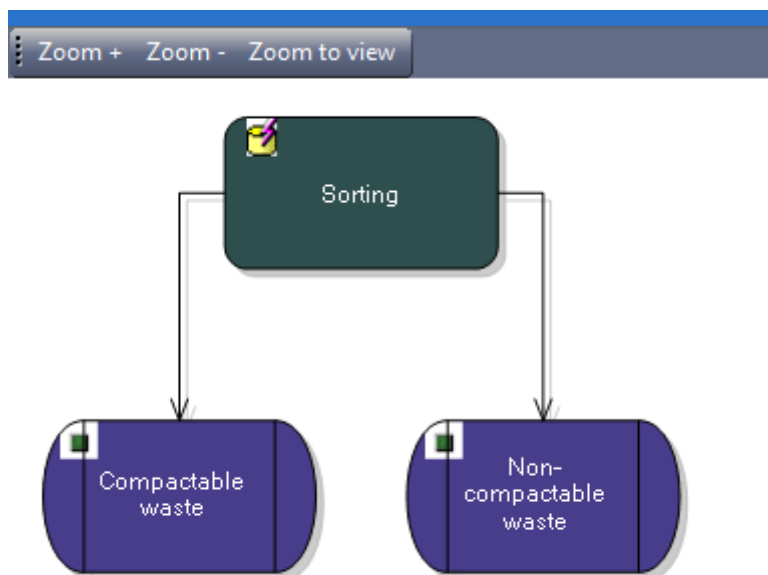 Zoom + Zoom - Zoom to view
Sorting
Compactable
waste
Non-
compactable
waste